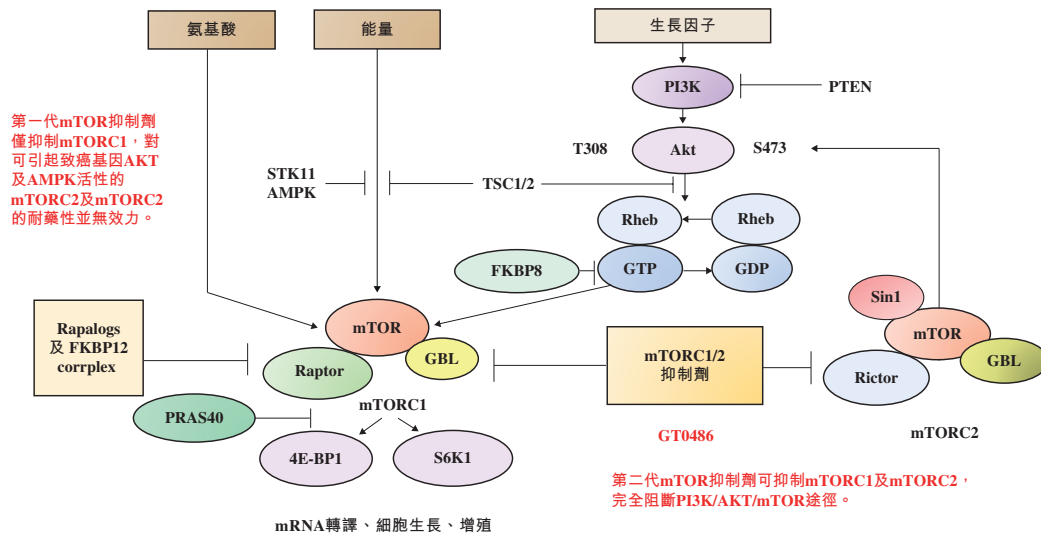 氨基酸
能量
生長因子
PI3K
PTEN
第一代mTOR抑制劑
僅抑制mTORC1，對
可引起致癌基因AKT
及AMPK活性的
mTORC2及mTORC2
的耐藥性並無效力。
T308
Akt
S473
STK11
AMPK
TSC1/2
Rheb
Rheb
FKBP8
GTP
GDP
Sin1
Rapalogs
及 FKBP12
corrplex
mTOR
GBL
Raptor
mTORC1/2
抑制劑
mTOR
GBL
Rictor
PRAS40
mTORC1
GT0486
mTORC2
4E-BP1
S6K1
第二代mTOR抑制劑可抑制mTORC1及mTORC2，
完全阻斷PI3K/AKT/mTOR途徑。
mRNA轉譯、細胞生長、增殖